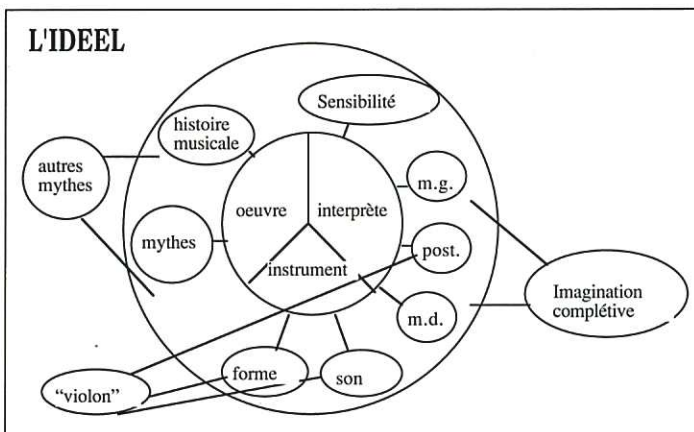 L'IDEEL
Sensibilité
histoire
musicale
autres
mythes
m.g.
oeuvre
interprète
mythes
post.
instrument
Imagination
complétive
m.d.
forme
son
“violon”